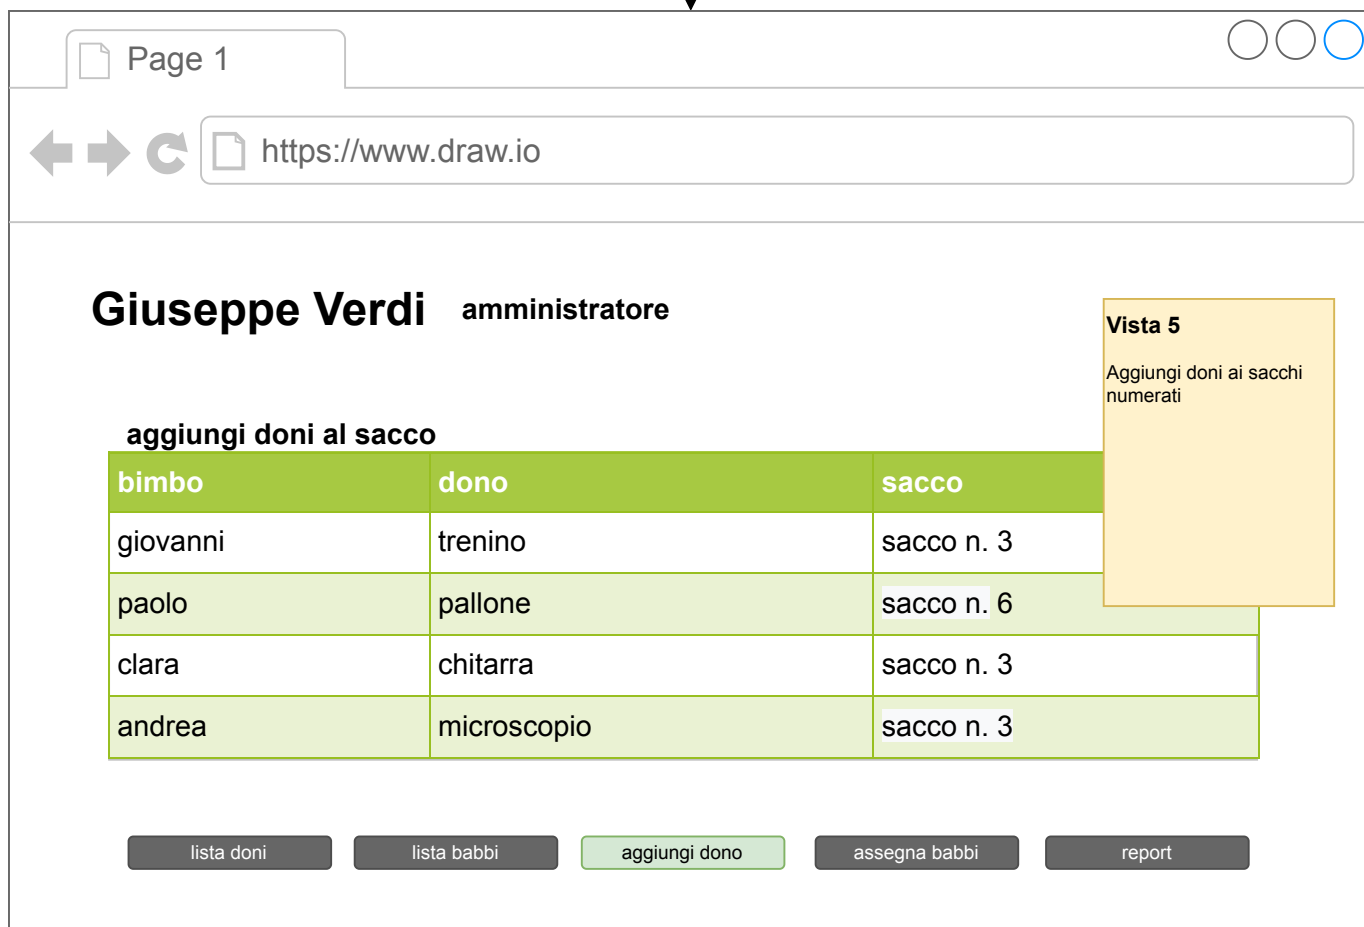 Page 1
https://www.draw.io
Giuseppe Verdi amministratore
Vista 5
Aggiungi doni ai sacchi
numerati
aggiungi doni al sacco
bimbo dono sacco
giovanni trenino sacco n. 3
paolo pallone sacco n. 6
clara chitarra sacco n. 3
andrea microscopio sacco n. 3
lista doni lista babbi aggiungi dono assegna babbi report